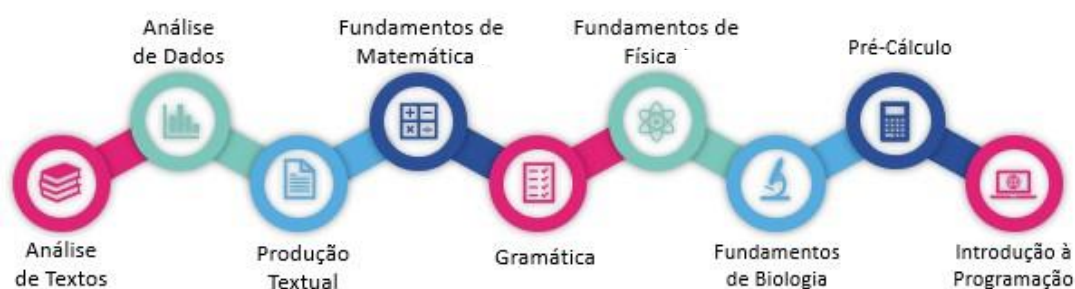 Análise
de Dados
Fundamentos de
Matemática
Fundamentos de
Física
Pré-Cálculo
Análise
de Textos
Produção
Textual
Gramática
Fundamentos
de Biologia
Introdução à
Programação